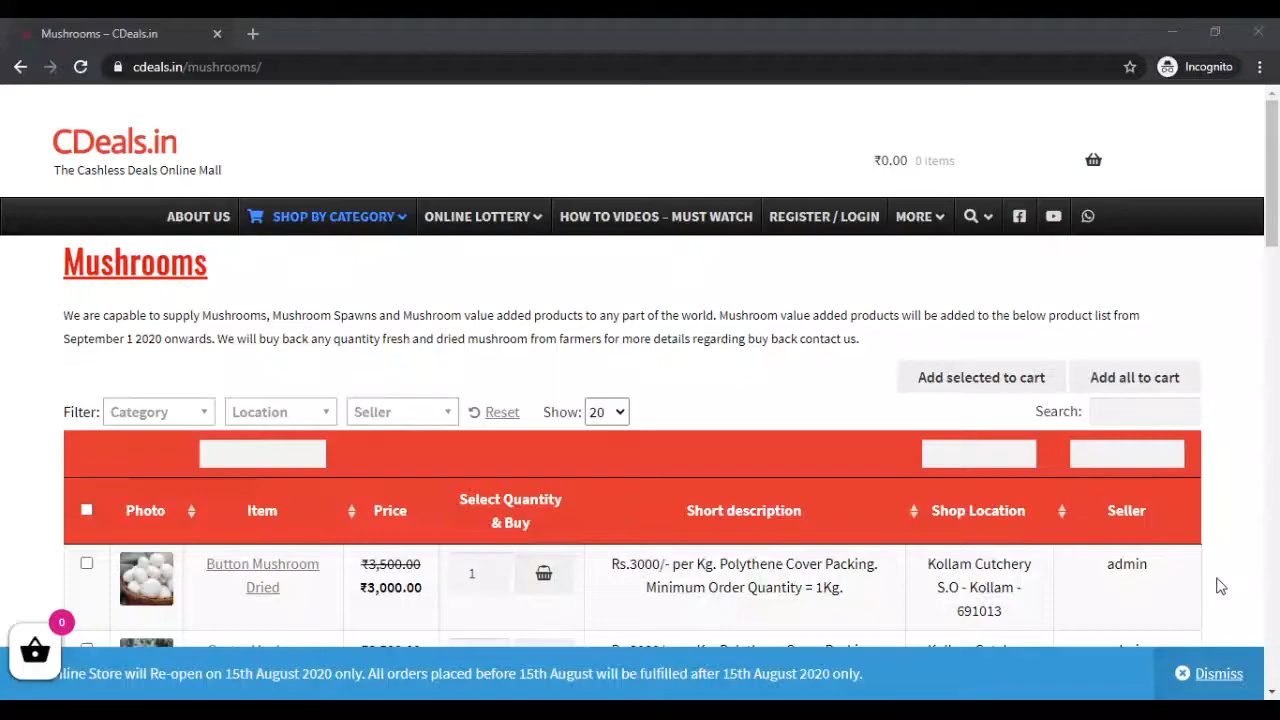 Mushrooms – CDeals.in
cdeals.in/mushrooms/
Incognito
CDeals.in
The Cashless Deals Online Mall
₹0.00 0 items
ABOUT US SHOP BY CATEGORY ONLINE LOTTERY HOW TO VIDEOS – MUST WATCH REGISTER / LOGIN MORE
Mushrooms
We are capable to supply Mushrooms, Mushroom Spawns and Mushroom value added products to any part of the world. Mushroom value added products will be added to the below product list from
September 1 2020 onwards. We will buy back any quantity fresh and dried mushroom from farmers for more details regarding buy back contact us.
Add selected to cart Add all to cart
Filter: Category Location Seller Reset Show: 20 Search:
Photo Item Price Select Quantity & Buy Short description Shop Location Seller
Button Mushroom ₹3,500.00 1 Rs.3000/- per Kg. Polythene Cover Packing. Kollam Cutchery admin
Dried ₹3,000.00 Minimum Order Quantity = 1Kg. S.O - Kollam -
691013
0
nline Store will Re-open on 15th August 2020 only. All orders placed before 15th August will be fulfilled after 15th August 2020 only. Dismiss